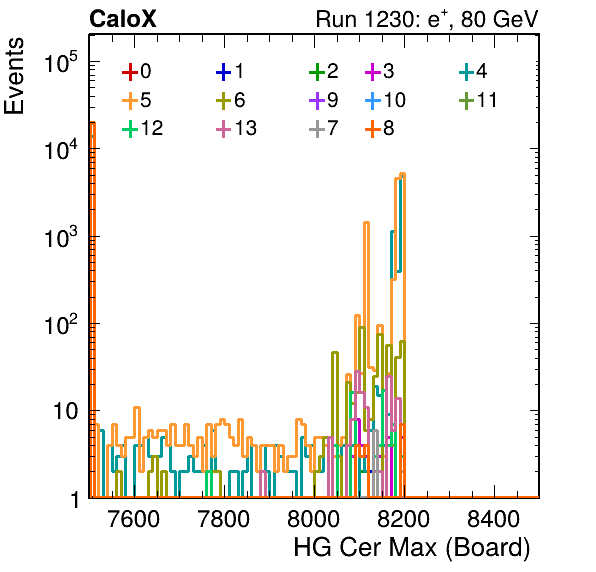 CaloX Run 1230: e⁺, 80 GeV
Events
0 1 2 3 4
5 6 9 10 11
12 13 7 8
10⁵
10⁴
10³
10²
10
1
7600 7800 8000 8200 8400
HG Cer Max (Board)